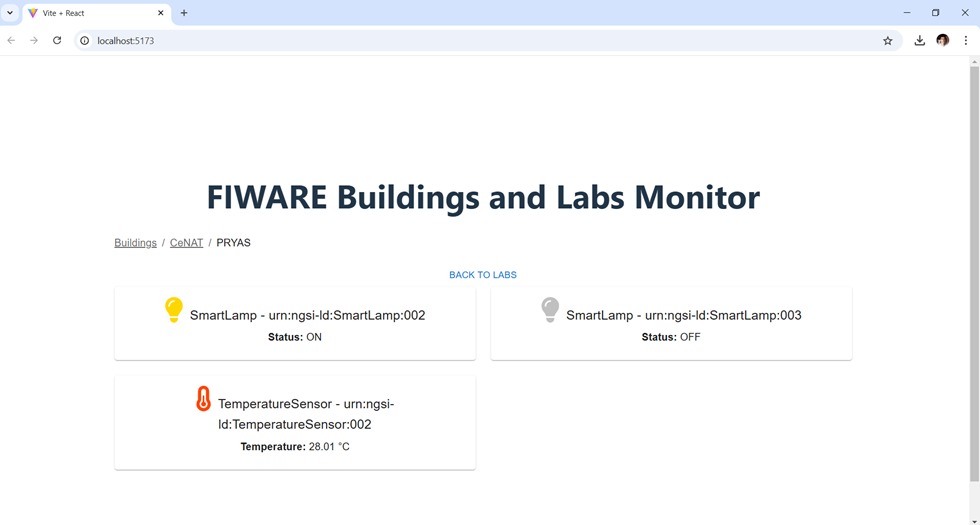 Vite + React
localhost:5173
FIWARE Buildings and Labs Monitor
Buildings / CeNAT / PRYAS
BACK TO LABS
SmartLamp - urn:ngsi-ld:SmartLamp:002
Status: ON
SmartLamp - urn:ngsi-ld:SmartLamp:003
Status: OFF
TemperatureSensor - urn:ngsi-
ld:TemperatureSensor:002
Temperature: 28.01 °C